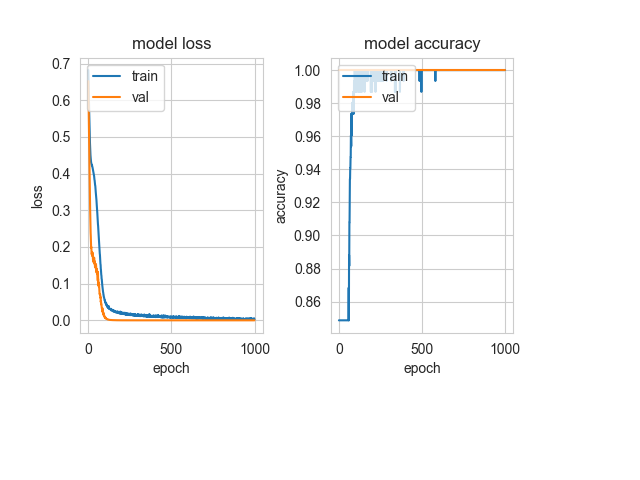 model loss
0.7
0.6
0.5
0.4
0.3
0.2
0.1
0.0
loss
0
500
1000
epoch
train
val
model accuracy
1.00
0.98
0.96
0.94
0.92
0.90
0.88
0.86
accuracy
0
500
1000
epoch
train
val